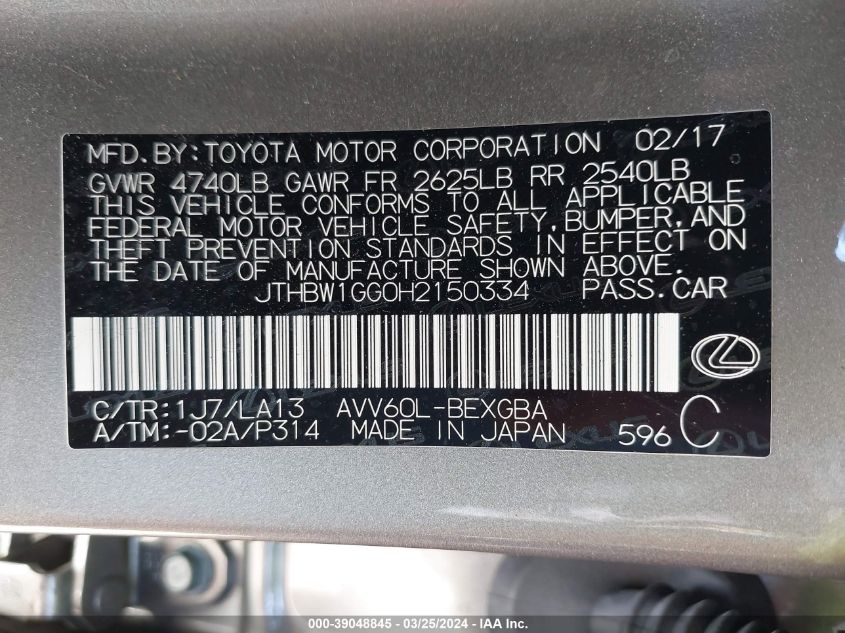 MFD.BY:TOYOTA MOTOR CORPORATION 02/17
GVWR 4740LB GAWR FR 2625LB RR 2540LB
THIS VEHICLE CONFORMS TO ALL APPLICABLE
FEDERAL MOTOR VEHICLE SAFETY,BUMPER,AND
THEFT PREVENTION STANDARDS IN EFFECT ON
THE DATE OF MANUFACTURE SHOWN ABOVE.
JTHBW1GG0H2150334 PASS.CAR
C/TR:1J7/LA13 AVV60L-BEXGBA
A/TM:-02A/P314 MADE IN JAPAN 596 C
000-39048845 - 03/25/2024 - IAA Inc.